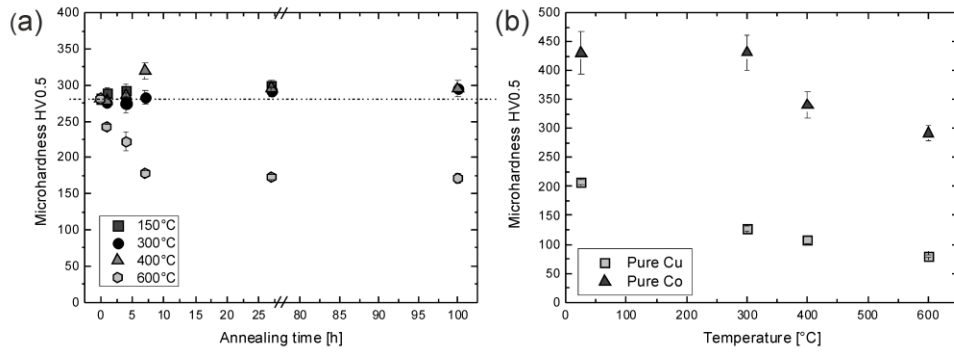 (a)
Microhardness HV0.5
400
350
300
250
200
150
100
50
0
150°C
300°C
400°C
600°C
0 5 10 15 20 25 80 85 90 95 100
Annealing time [h]
(b)
Microhardness HV0.5
500
450
400
350
300
250
200
150
100
50
0
Pure Cu
Pure Co
0 100 200 300 400 500 600
Temperature [°C]